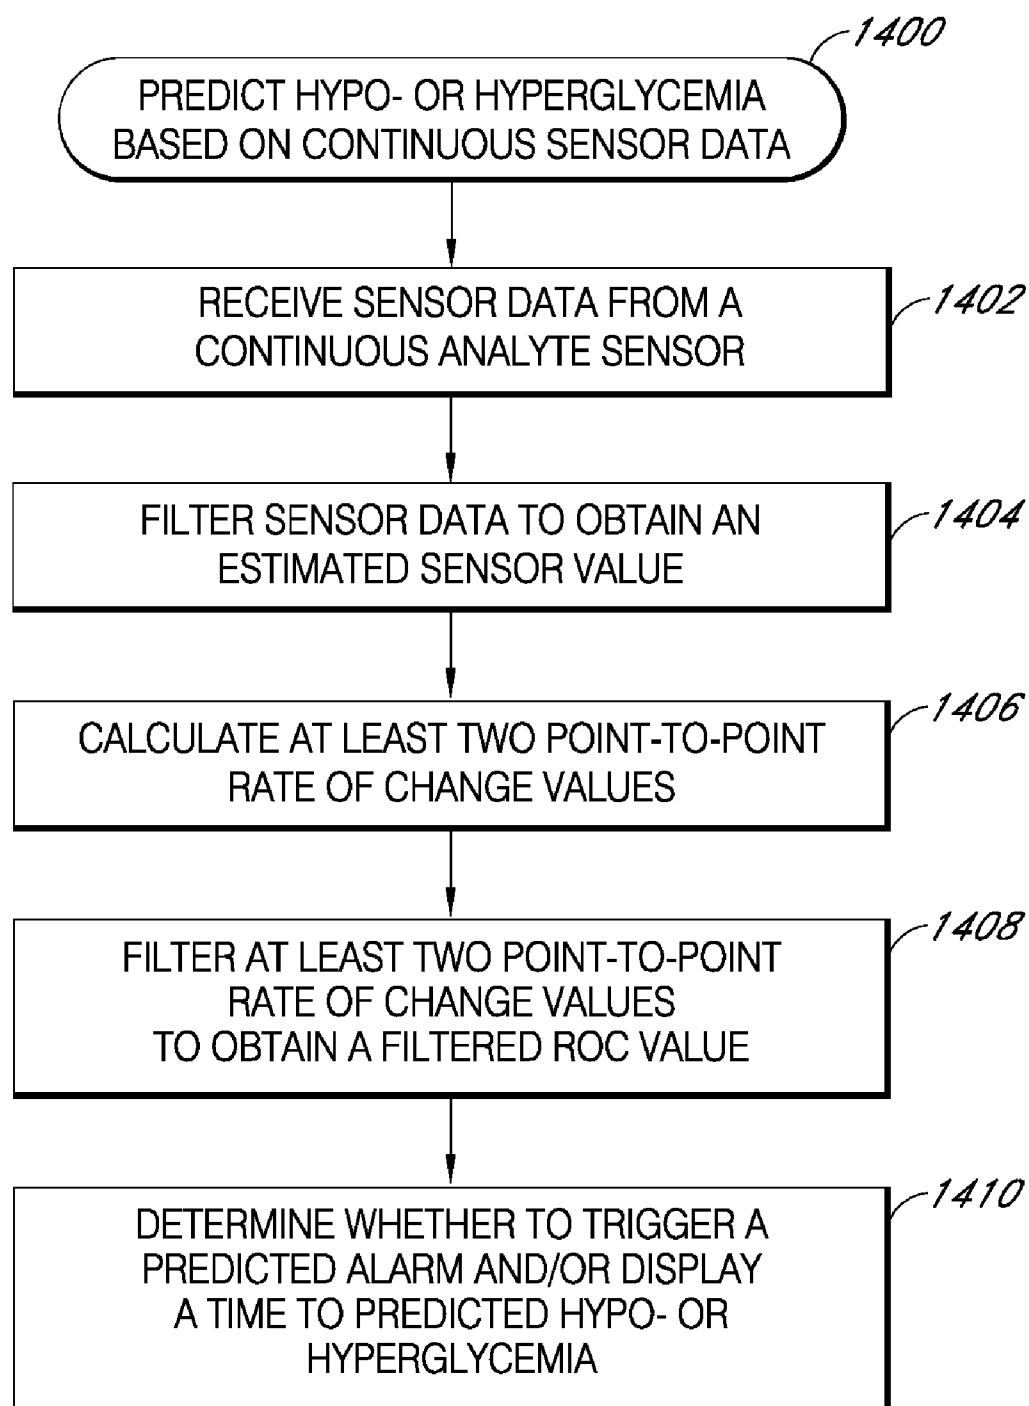 1400
PREDICT HYPO- OR HYPERGLYCEMIA
BASED ON CONTINUOUS SENSOR DATA
1402
RECEIVE SENSOR DATA FROM A
CONTINUOUS ANALYTE SENSOR
1404
FILTER SENSOR DATA TO OBTAIN AN
ESTIMATED SENSOR VALUE
1406
CALCULATE AT LEAST TWO POINT-TO-POINT
RATE OF CHANGE VALUES
1408
FILTER AT LEAST TWO POINT-TO-POINT
RATE OF CHANGE VALUES
TO OBTAIN A FILTERED ROC VALUE
1410
DETERMINE WHETHER TO TRIGGER A
PREDICTED ALARM AND/OR DISPLAY
A TIME TO PREDICTED HYPO- OR
HYPERGLYCEMIA